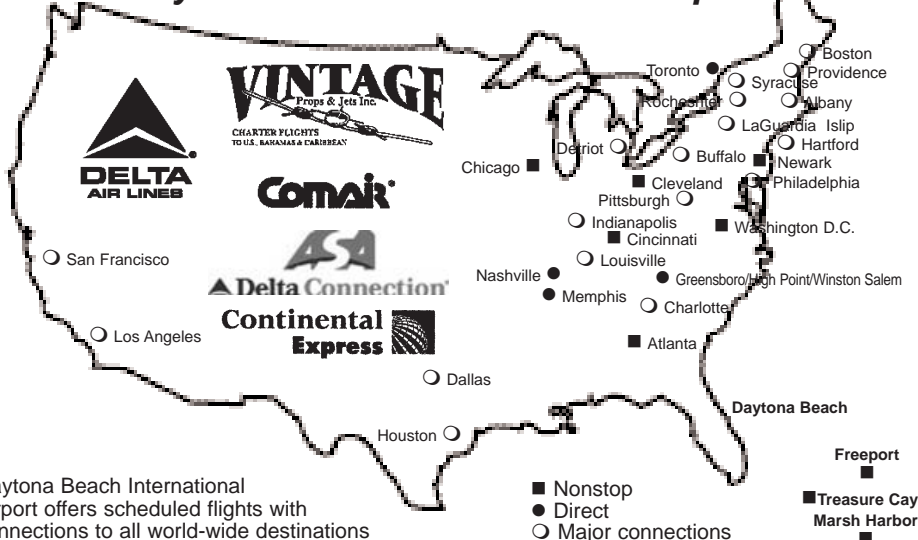 Boston
Toronto
Providence
Syracuse
Rochester
Albany
LaGuardia Islip
Hartford
Detriot
Buffalo
Newark
Chicago
Cleveland
Philadelphia
Pittsburgh
Indianapolis
Washington D.C.
Cincinnati
San Francisco
Louisville
Nashville
Greensboro/High Point/Winston Salem
Memphis
Charlotte
Los Angeles
Atlanta
Dallas
Daytona Beach
Houston
VINTAGE
Props & Jets Inc.
CHARTER FLIGHTS
TO U.S., BAHAMAS & CARIBBEAN
DELTA
AIR LINES
COMAIR
ASA
Delta Connection
Continental
Express
Freeport
Treasure Cay
Marsh Harbor
aytona Beach International
port offers scheduled flights with
nnections to all world-wide destinations
Nonstop
Direct
Major connections